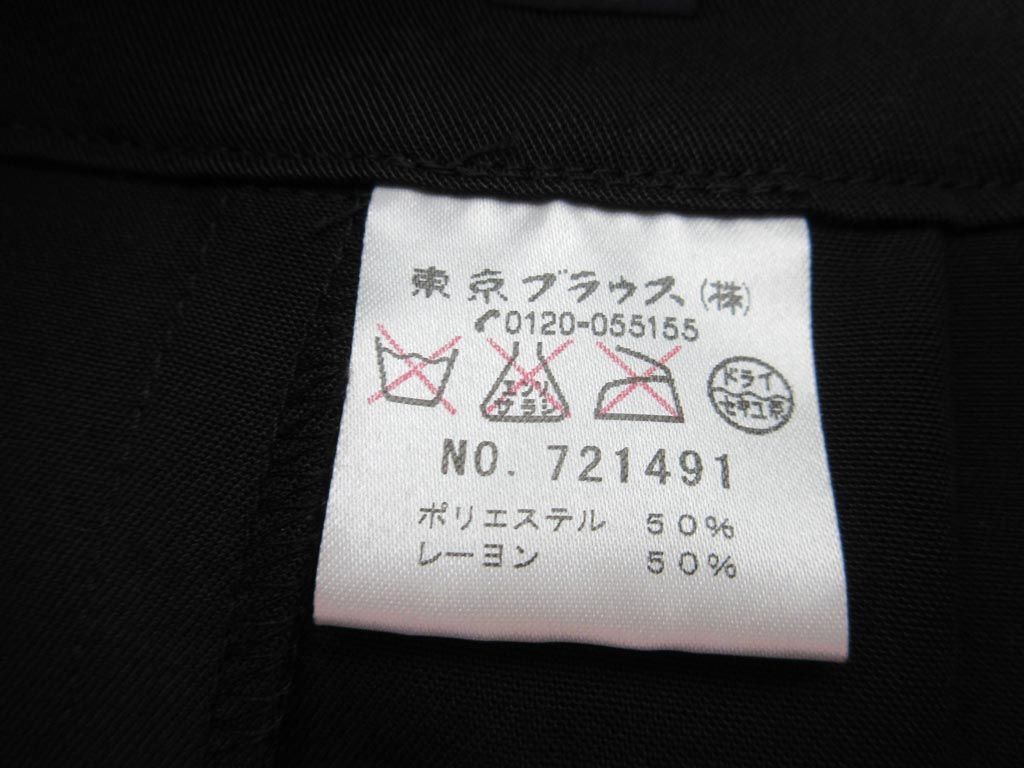 東京ブラウス(株)
0120-055155
エンソ
サラシ
ドライ
セキユ系
NO. 721491
ポリエステル 50%
レーヨン 50%